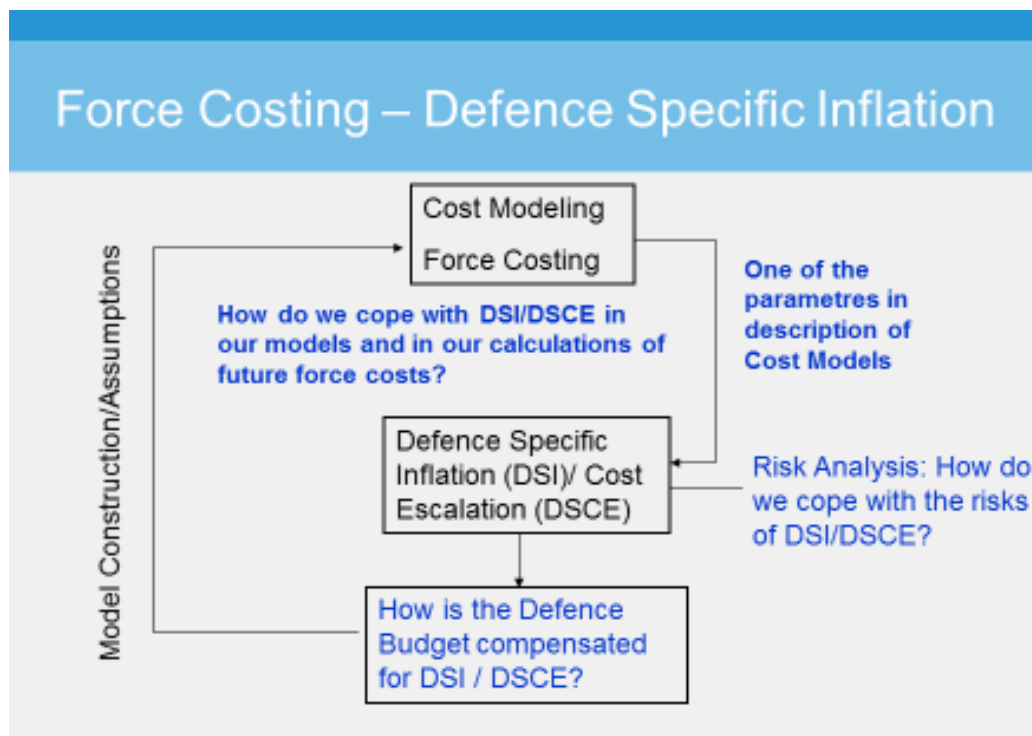 Force Costing – Defence Specific Inflation
Cost Modeling
Force Costing
One of the
parametres in
description of
Cost Models
How do we cope with DSI/DSCE in
our models and in our calculations of
future force costs?
Model Construction/Assumptions
Defence Specific
Inflation (DSI)/ Cost
Escalation (DSCE)
Risk Analysis: How do
we cope with the risks
of DSI/DSCE?
How is the Defence
Budget compensated
for DSI / DSCE?